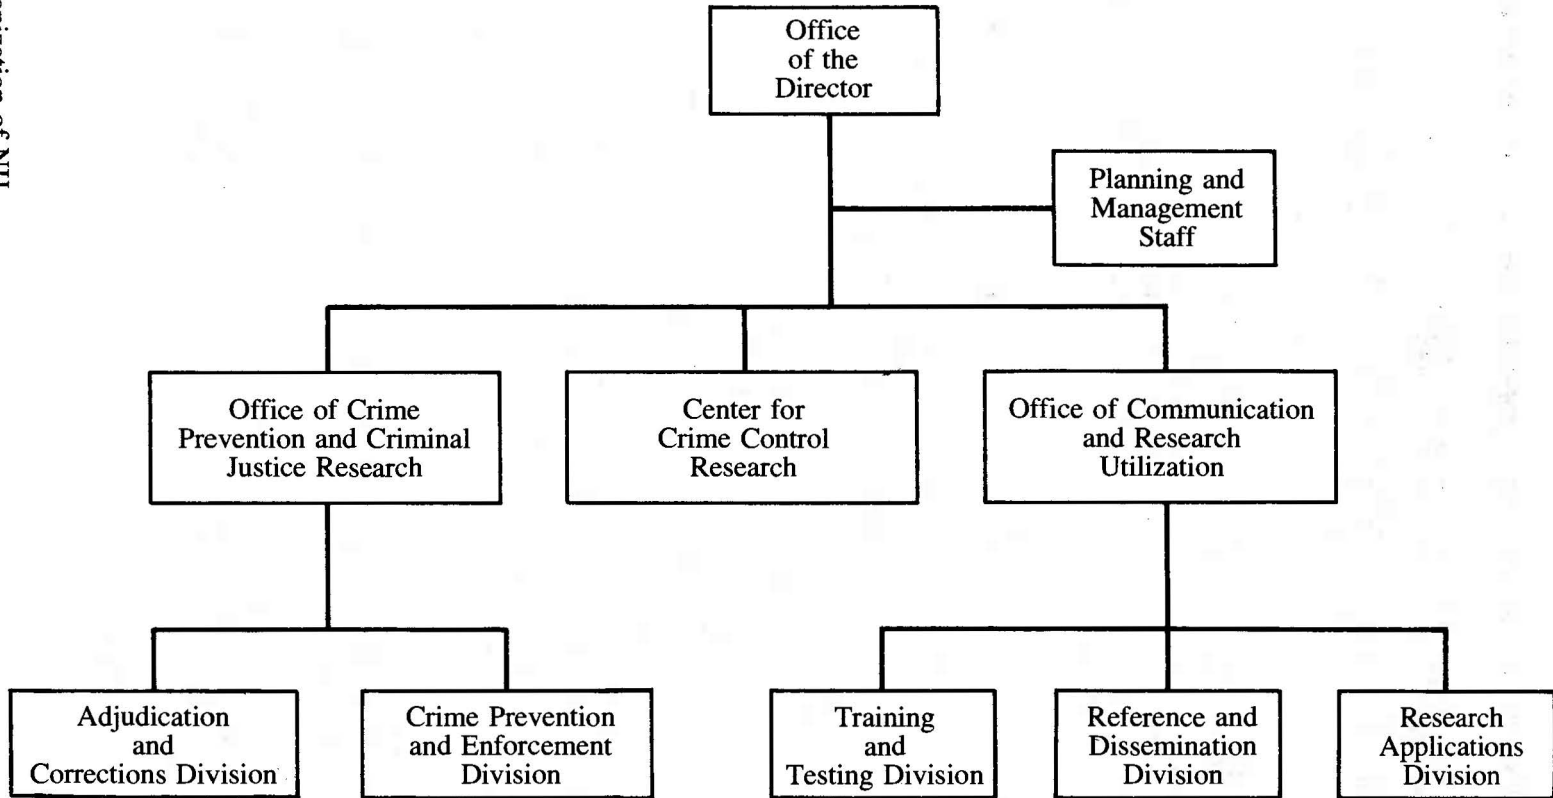 Office
of the
Director
Planning and
Management
Staff
Office of Crime
Prevention and Criminal
Justice Research
Center for
Crime Control
Research
Office of Communication
and Research
Utilization
Adjudication
and
Corrections Division
Crime Prevention
and Enforcement
Division
Training
and
Testing Division
Reference and
Dissemination
Division
Research
Applications
Division
of NIJ